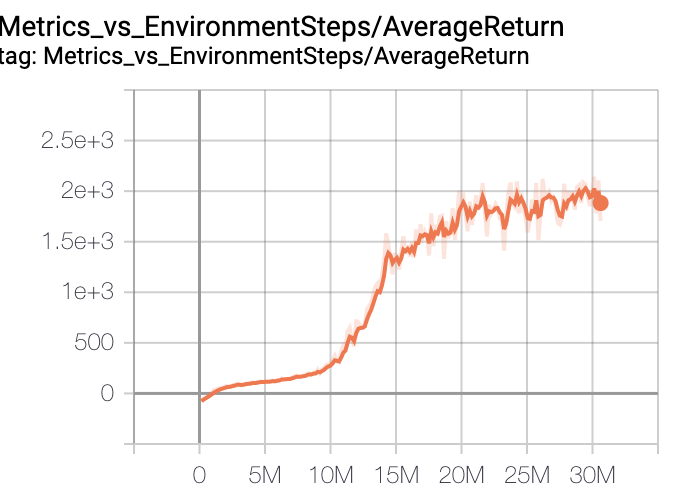 Metrics_vs_EnvironmentSteps/AverageReturn
tag: Metrics_vs_EnvironmentSteps/AverageReturn
2.5e+3
2e+3
1.5e+3
1e+3
500
0
0 5M 10M 15M 20M 25M 30M